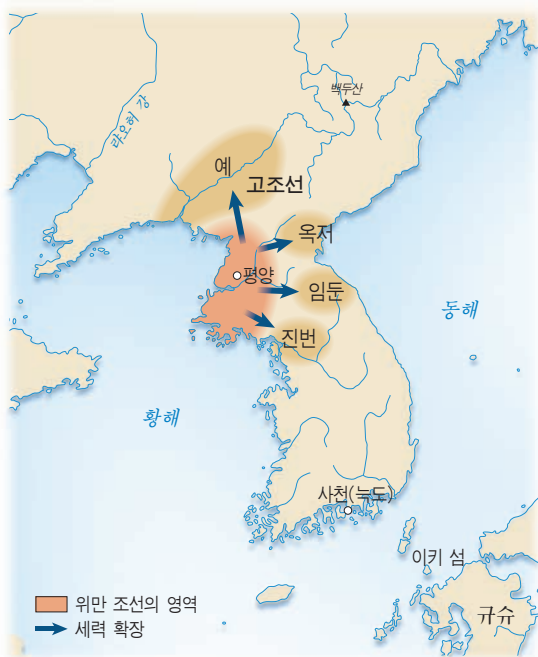 백두산
랴오허 강
예
고조선
옥저
평양
임둔
동해
진번
황해
사천(늑도)
이키 섬
규슈
위만 조선의 영역
세력 확장